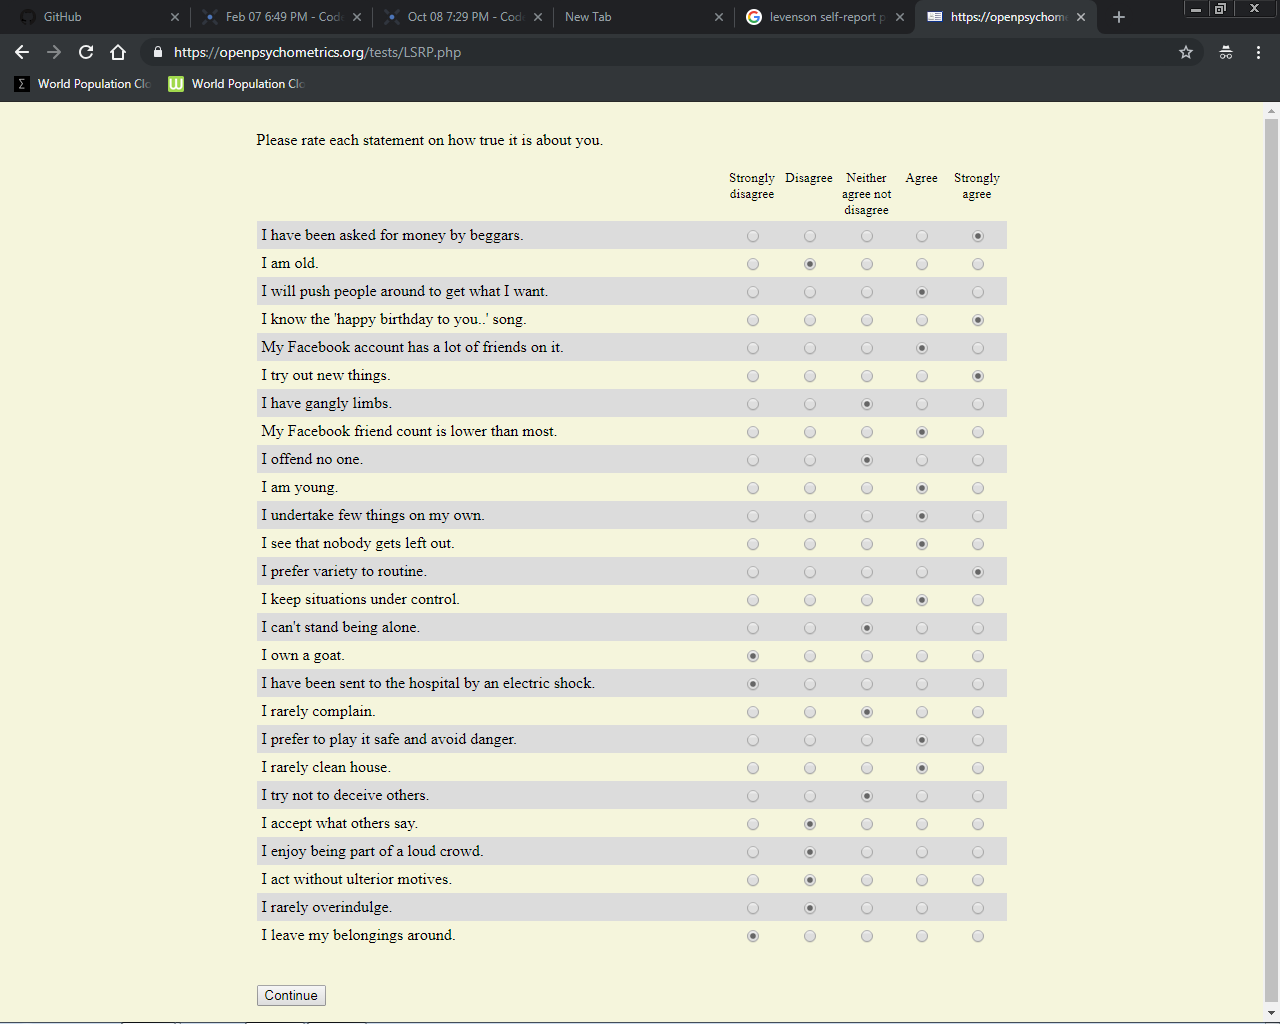 GitHub
Feb 07 6:49 PM - Cod
Oct 08 7:29 PM - Cod
New Tab
levenson self-report p
https://openpsychom
https://openpsychometrics.org/tests/LSRP.php
World Population Clo
World Population Clo
Please rate each statement on how true it is about you.
Strongly disagree
Disagree
Neither agree not disagree
Agree
Strongly agree
I have been asked for money by beggars.
I am old.
I will push people around to get what I want.
I know the 'happy birthday to you..' song.
My Facebook account has a lot of friends on it.
I try out new things.
I have gangly limbs.
My Facebook friend count is lower than most.
I offend no one.
I am young.
I undertake few things on my own.
I see that nobody gets left out.
I prefer variety to routine.
I keep situations under control.
I can't stand being alone.
I own a goat.
I have been sent to the hospital by an electric shock.
I rarely complain.
I prefer to play it safe and avoid danger.
I rarely clean house.
I try not to deceive others.
I accept what others say.
I enjoy being part of a loud crowd.
I act without ulterior motives.
I rarely overindulge.
I leave my belongings around.
Continue